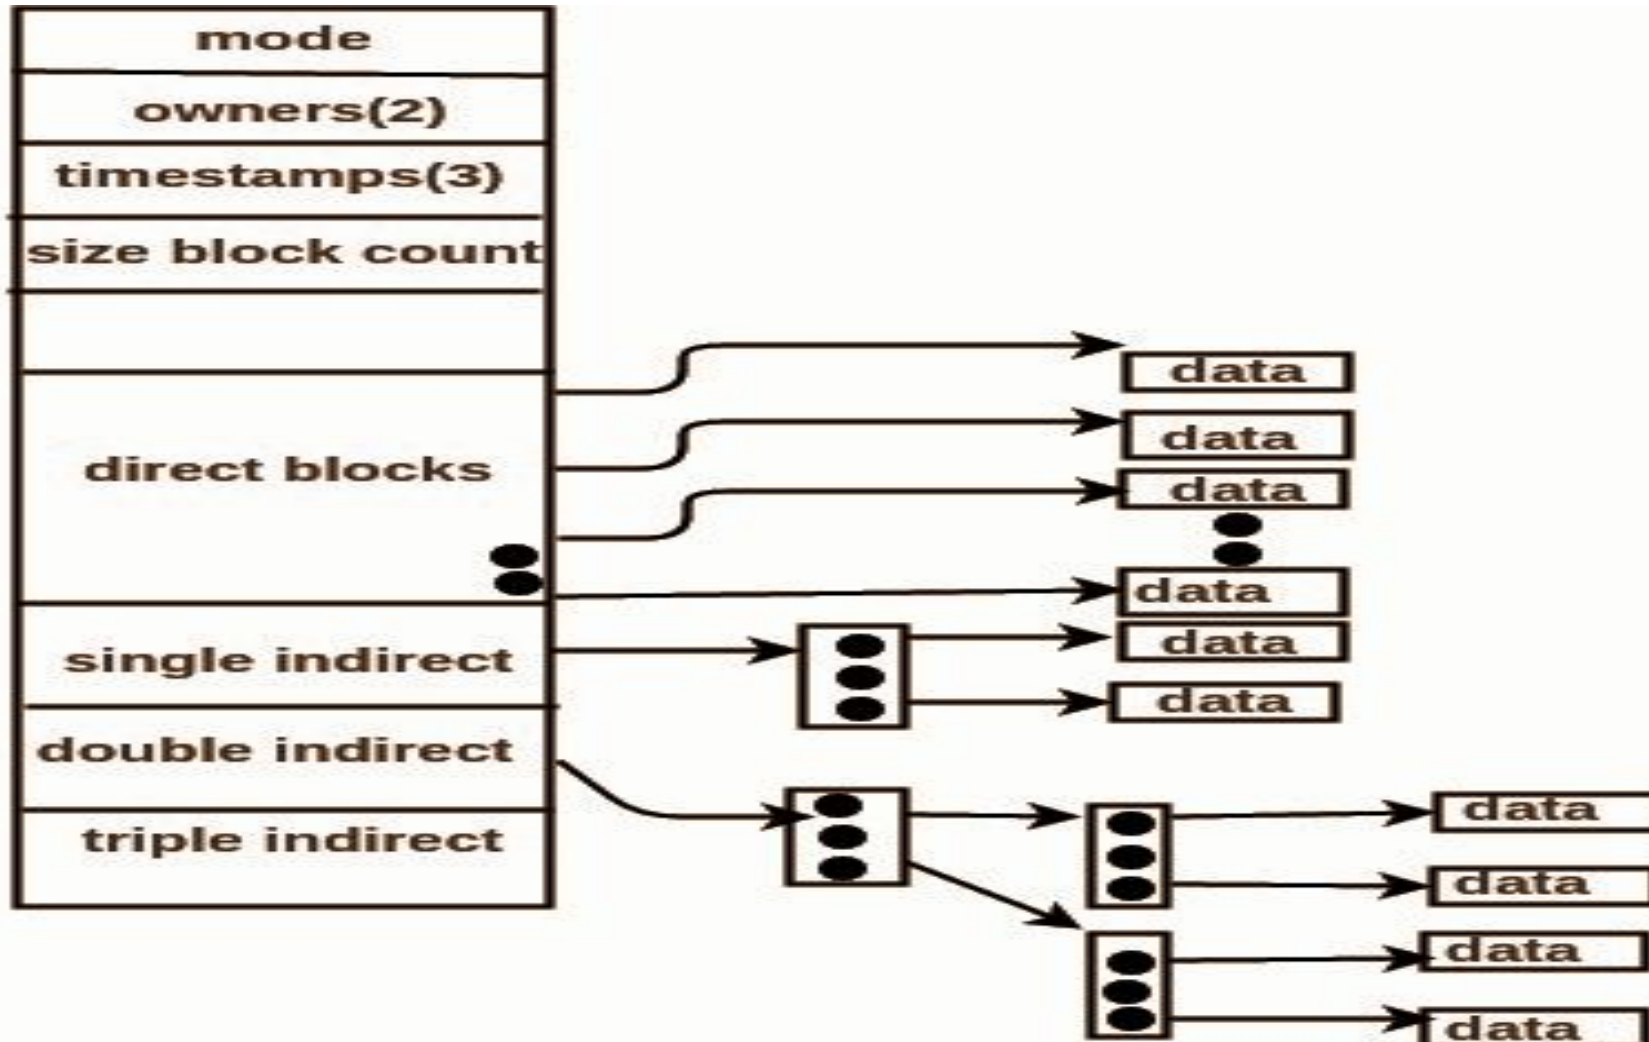 mode
owners(2)
timestamps(3)
size block count
data
data
direct blocks
data
data
data
single indirect
data
double indirect
data
triple indirect
data
data
data